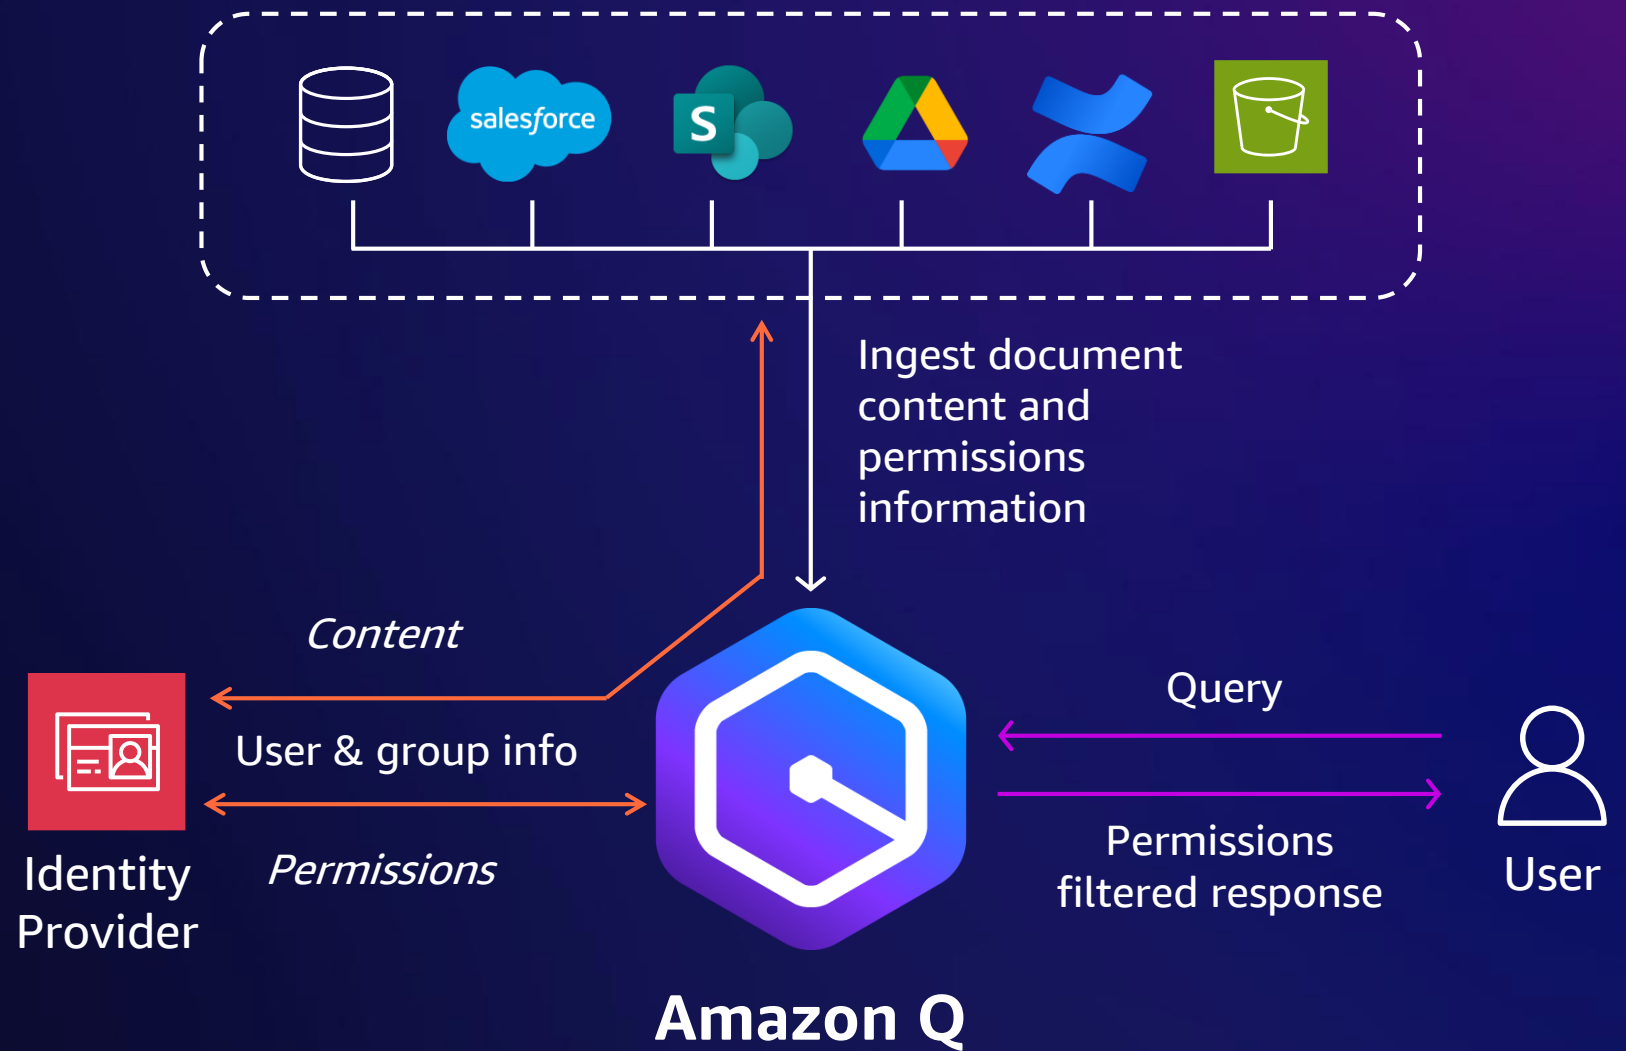 salesforce
S
Ingest document
content and
permissions
information
Content
User & group info
Permissions
Identity
Provider
Query
Permissions
filtered response
User
Amazon Q